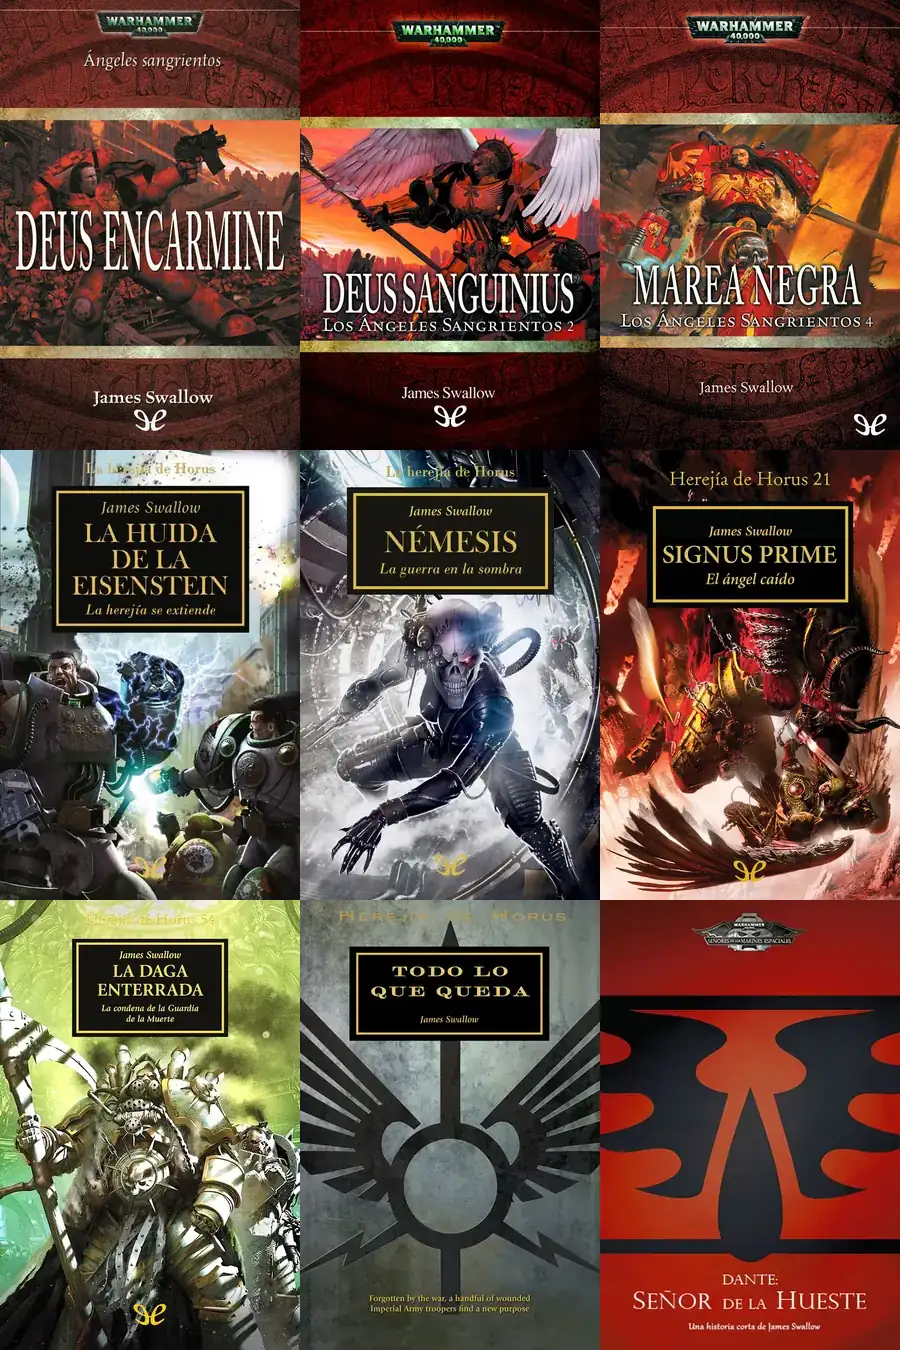 WARHAMMER
40,000
Ángeles sangrientos
DEUS ENCARMINE
James Swallow
WARHAMMER
40,000
DEUS SANGUINIUS
LOS ÁNGELES SANGRIENTOS 2
James Swallow
WARHAMMER
40,000
MAREA NEGRA
LOS ÁNGELES SANGRIENTOS 4
James Swallow
La herejía de Horus
James Swallow
LA HUIDA
DE LA
EISENSTEIN
La herejía se extiende
La herejía de Horus
James Swallow
NÉMESIS
La guerra en la sombra
Herejía de Horus 21
James Swallow
SIGNUS PRIME
El ángel caído
Herejía de Horus 54
James Swallow
LA DAGA
ENTERRADA
La condena de la Guardia
de la Muerte
HEREJÍA DE HORUS
TODO LO
QUE QUEDA
James Swallow
Forgotten by the war, a handful of wounded
Imperial Army troopers find a new purpose
WARHAMMER
40,000
SEÑORES DE LOS MARINES ESPACIALES
DANTE:
SEÑOR DE LA HUESTE
Una historia corta de James Swallow